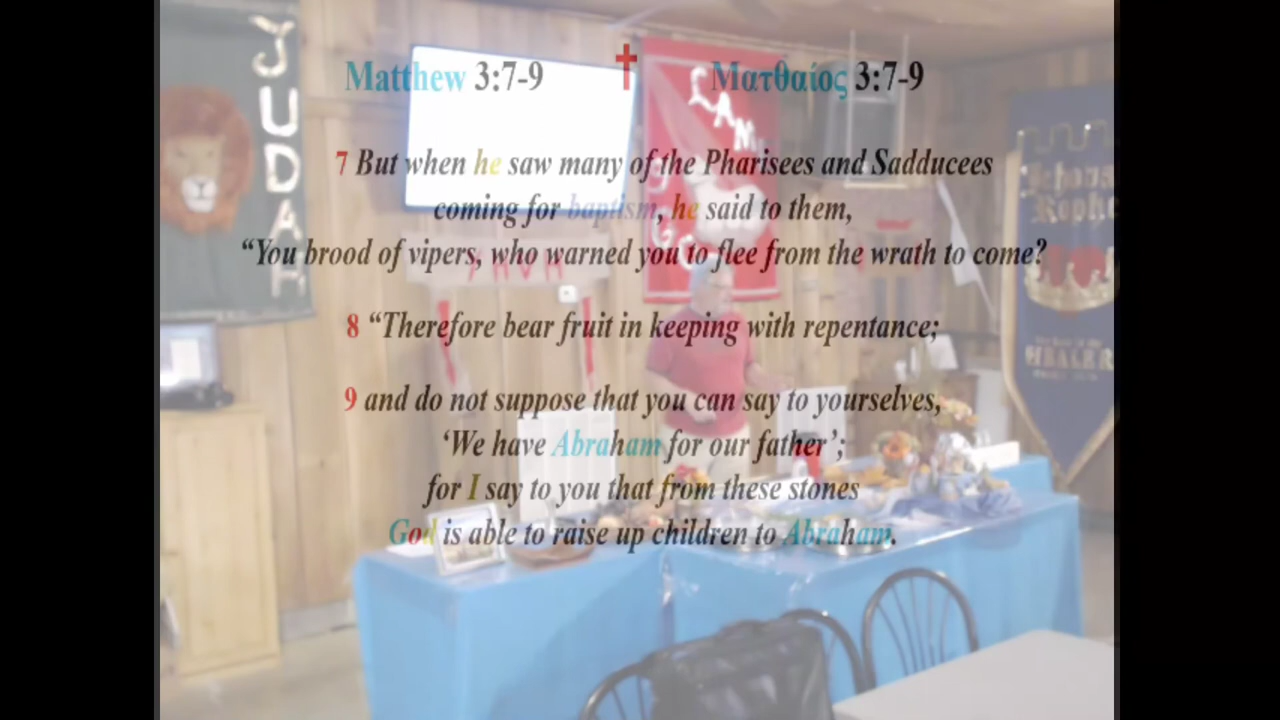 Matthew 3:7-9 Ματθαίος 3:7-9
7 But when he saw many of the Pharisees and Sadducees
coming for baptism, he said to them,
“You brood of vipers, who warned you to flee from the wrath to come?
8 “Therefore bear fruit in keeping with repentance;
9 and do not suppose that you can say to yourselves,
‘We have Abraham for our father’;
for I say to you that from these stones
God is able to raise up children to Abraham.
JUDAH
HEALER